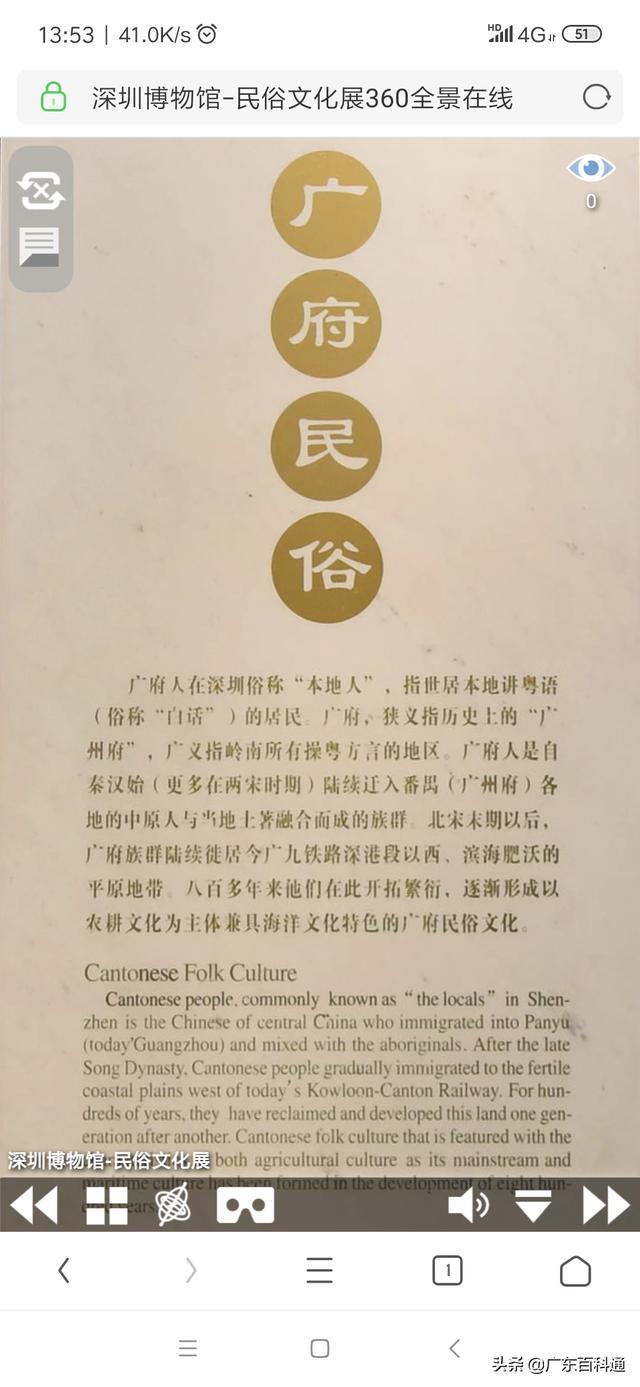 13:53 | 41.0K/s
HD 4G 51
深圳博物馆-民俗文化展360全景在线
0
广
府
民
俗
广府人在深圳俗称“本地人”，指世居本地讲粤语
（俗称“白话”）的居民。广府，狭义指历史上的“广
州府”，广义指岭南所有操粤方言的地区。广府人是自
秦汉始（更多在两宋时期）陆续迁入番禺（广州府）各
地的中原人与当地土著融合而成的族群。北宋末期以后，
广府族群陆续徙居今广九铁路深港段以西、滨海肥沃的
平原地带。八百多年来他们在此开拓繁衍，逐渐形成以
农耕文化为主体兼具海洋文化特色的广府民俗文化。
Cantonese Folk Culture
Cantonese people, commonly known as “the locals” in Shen-
zhen is the Chinese of central China who immigrated into Panyu
(today'Guangzhou) and mixed with the aboriginals. After the late
Song Dynasty, Cantonese people gradually immigrated to the fertile
coastal plains west of today's Kowloon-Canton Railway. For hun-
dreds of years, they have reclaimed and developed this land one gen-
eration after another. Cantonese folk culture that is featured with the
both agricultural culture as its mainstream and
深圳博物馆-民俗文化展
maritime culture has been formed in the development of eight hun-
years
1
头条 @广东百科通